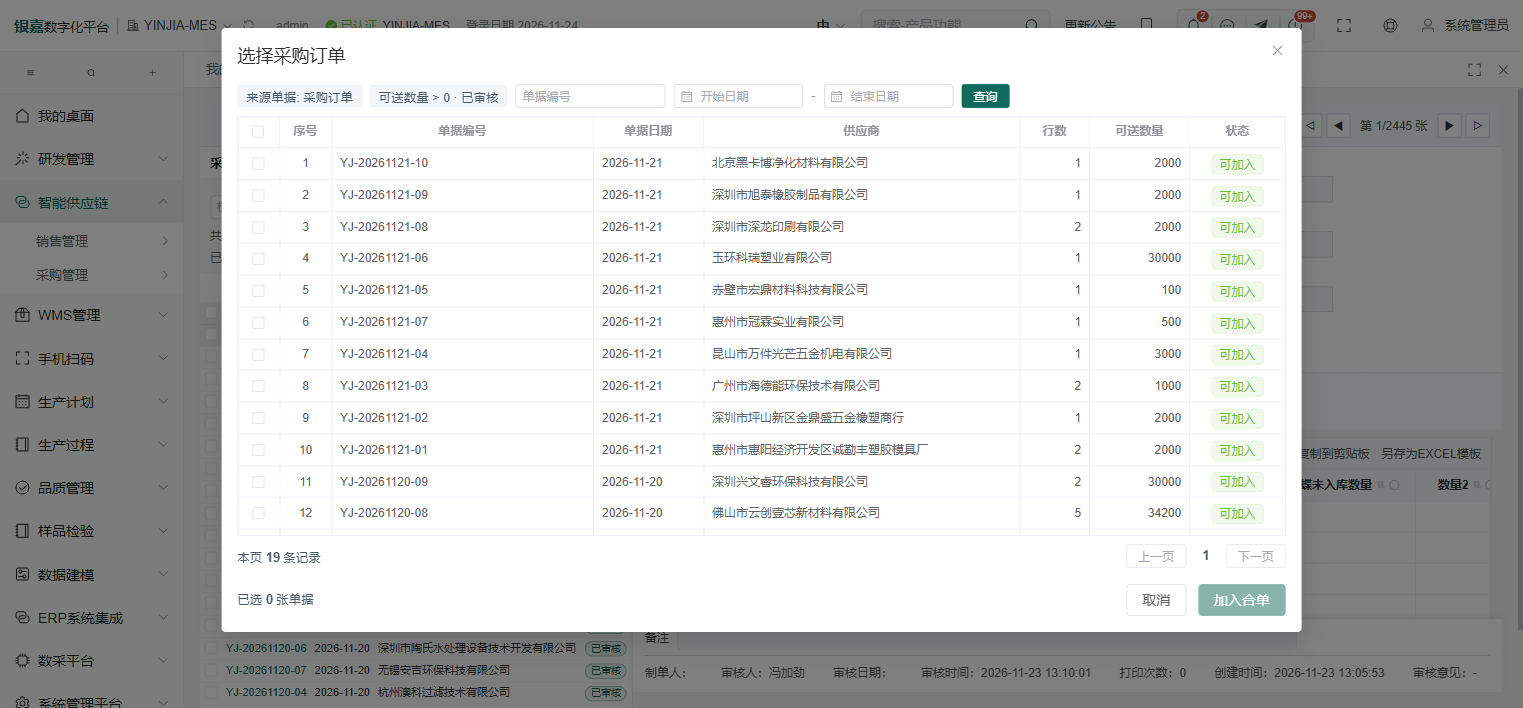 银嘉数字化平台 YINJIA-MES admin 已认证 YINJIA-MES 登录日期 2026-11-24 中 搜索-产品功能 更新公告 2 99+ 系统管理员
我的桌面
研发管理
智能供应链
销售管理
采购管理
WMS管理
手机扫码
生产计划
生产过程
品质管理
样品检验
数据建模
ERP系统集成
数采平台
系统管理平台
选择采购订单
来源单据: 采购订单 可送数量 > 0 · 已审核 单据编号 开始日期 - 结束日期 查询
序号 单据编号 单据日期 供应商 行数 可送数量 状态
1 YJ-20261121-10 2026-11-21 北京黑卡博净化材料有限公司 1 2000 可加入
2 YJ-20261121-09 2026-11-21 深圳市旭泰橡胶制品有限公司 1 2000 可加入
3 YJ-20261121-08 2026-11-21 深圳市深龙印刷有限公司 2 2000 可加入
4 YJ-20261121-06 2026-11-21 玉环科瑞塑业有限公司 1 30000 可加入
5 YJ-20261121-05 2026-11-21 赤壁市宏鼎材料科技有限公司 1 100 可加入
6 YJ-20261121-07 2026-11-21 惠州市冠霖实业有限公司 1 500 可加入
7 YJ-20261121-04 2026-11-21 昆山市万件光芒五金机电有限公司 1 3000 可加入
8 YJ-20261121-03 2026-11-21 广州市海德能环保技术有限公司 2 1000 可加入
9 YJ-20261121-02 2026-11-21 深圳市坪山新区金鼎盛五金橡塑商行 1 2000 可加入
10 YJ-20261121-01 2026-11-21 惠州市惠阳经济开发区诚勤丰塑胶模具厂 2 2000 可加入
11 YJ-20261120-09 2026-11-20 深圳兴文睿环保科技有限公司 2 30000 可加入
12 YJ-20261120-08 2026-11-20 佛山市云创壹芯新材料有限公司 5 34200 可加入
本页 19 条记录 上一页 1 下一页
已选 0 张单据 取消 加入合单
第 1/2445 张
复制到剪贴板 另存为EXCEL模板
未入库数量 数量2
YJ-20261120-06 2026-11-20 深圳市陶氏水处理设备技术开发有限公司 已审核
YJ-20261120-07 2026-11-20 无锡安吉环保科技有限公司 已审核
YJ-20261120-04 2026-11-20 杭州澳科过滤技术有限公司 已审核
备注
制单人： 审核人：冯加劲 审核日期： 审核时间：2026-11-23 13:10:01 打印次数：0 创建时间：2026-11-23 13:05:53 审核意见：-